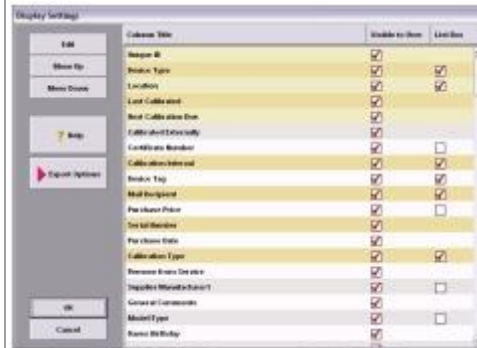 Display Settings
Column Title Visible to User List Box
Edit
Unique ID
Move Up
Device Type
Move Down
Location
Last Calibrated
Next Calibration Due
Calibrated Externally
? Help
Certificate Number
Calibration Interval
Export Options
Device Tag
Mail Recipient
Purchase Price
Serial Number
Purchase Date
Calibration Type
Remove from Service
Supplier/Manufacturer1
OK
General Comments
Model Type
Cancel